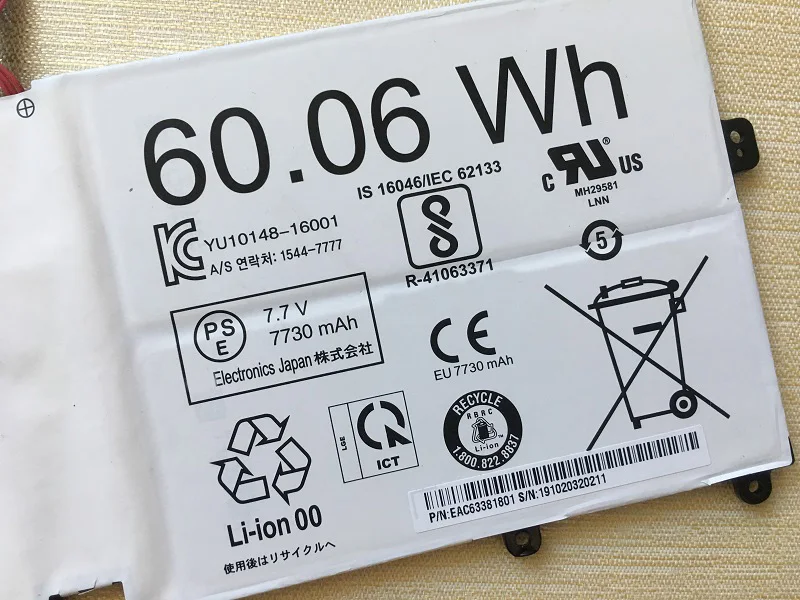 60.06 Wh
IS 16046/IEC 62133
YU10148-16001
A/S 연락처: 1544-7777
R-41063371
C RU® US
MH29581
LNN
5
PS
E
7.7 V
7730 mAh
Electronics Japan 株式会社
CE
EU 7730 mAh
LGE
ICT
RECYCLE
RBRC
Li-ion
1.800.822.8837
Li-ion 00
使用後はリサイクルへ
P/N:EAC63381801 S/N:191020320211